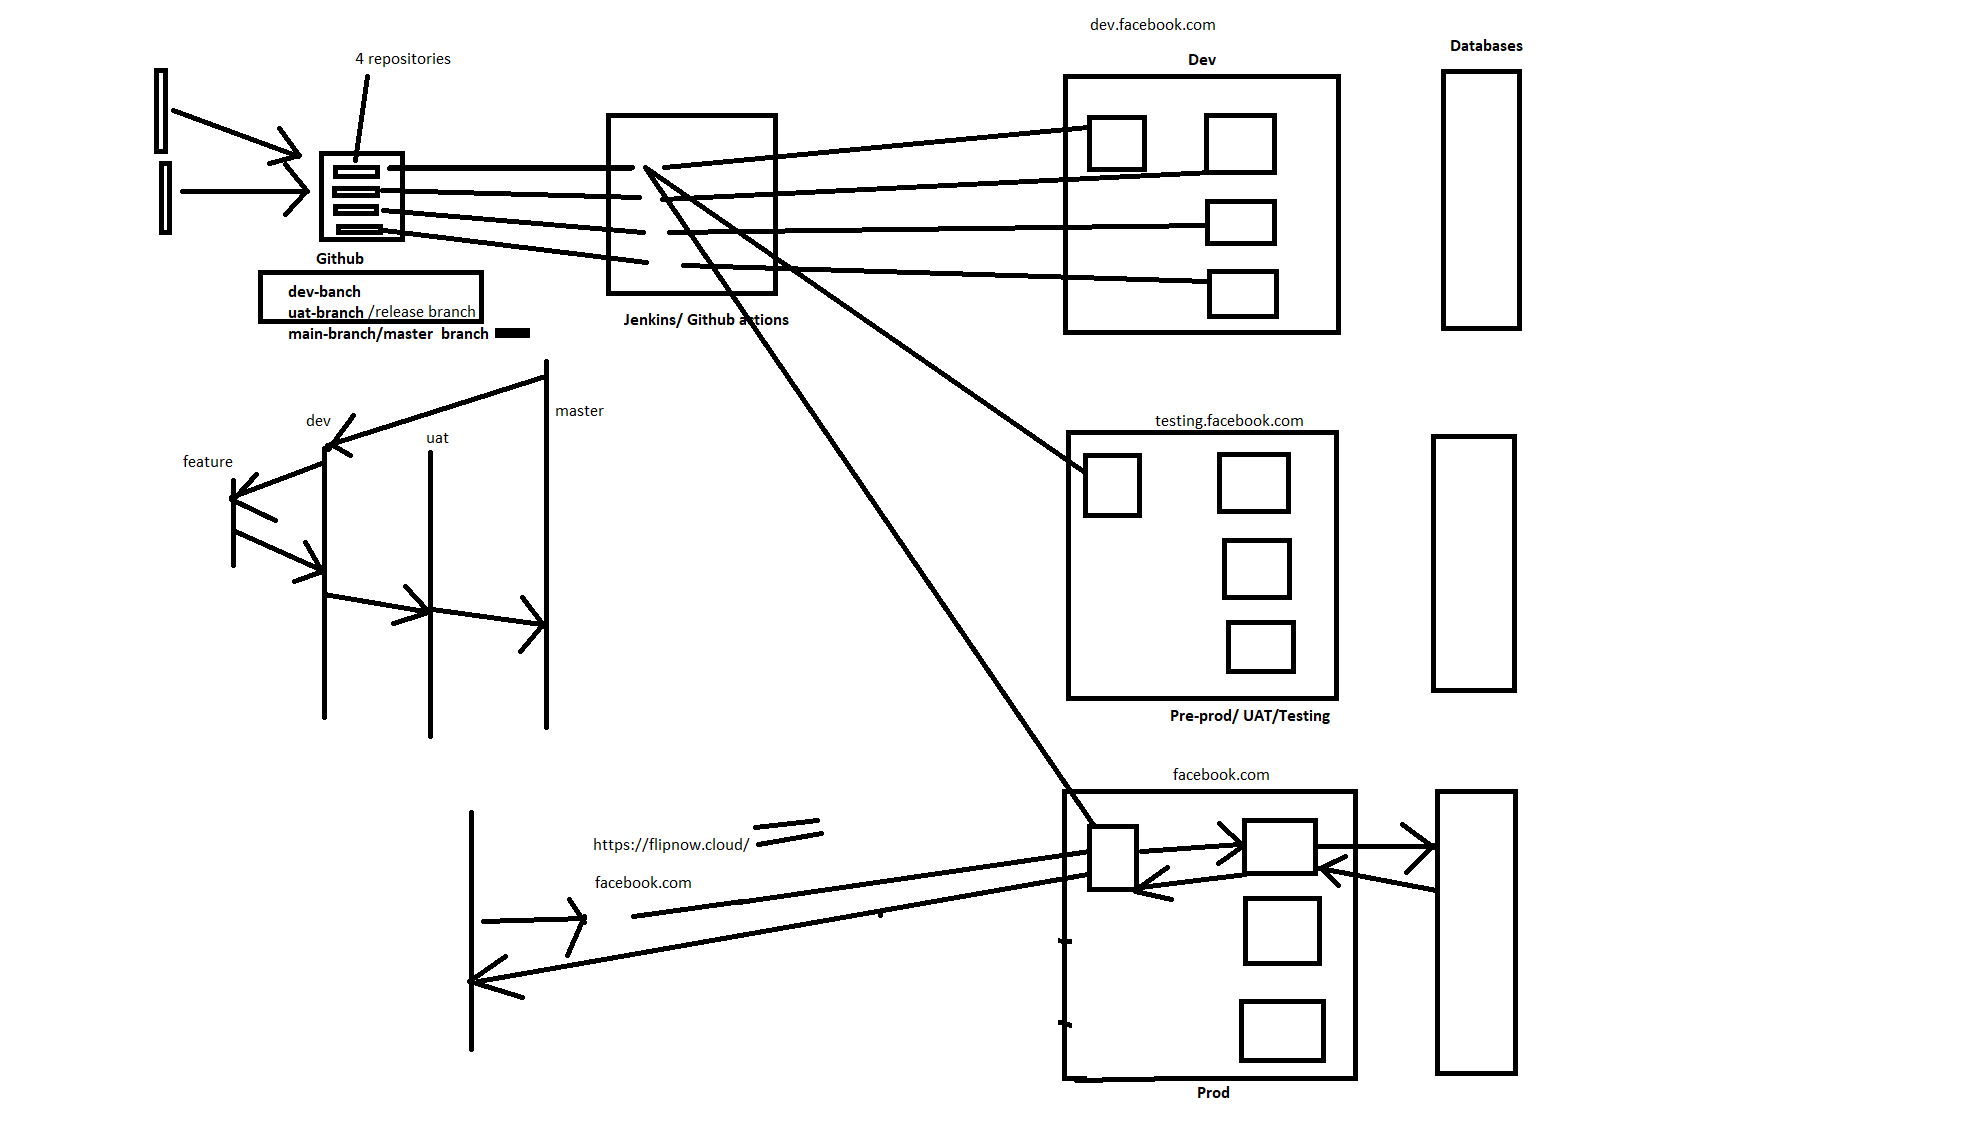 dev.facebook.com
Databases
4 repositories
Dev
Github
dev-banch
uat-branch /release branch
main-branch/master branch
Jenkins/ Github actions
master
dev
uat
feature
testing.facebook.com
Pre-prod/ UAT/Testing
facebook.com
https://flipnow.cloud/
facebook.com
Prod